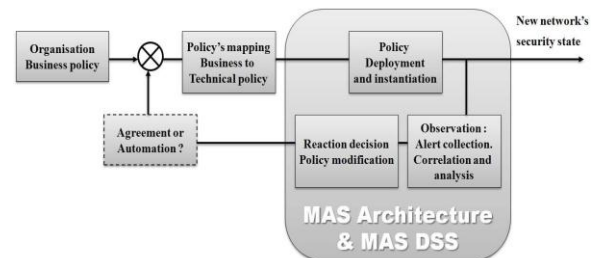 Organisation
Business policy
Policy's mapping
Business to
Technical policy
Policy
Deployment
and instantiation
New network's
security state
Agreement or
Automation ?
Reaction decision
Policy modification
Observation :
Alert collection.
Correlation and
analysis
MAS Architecture
& MAS DSS